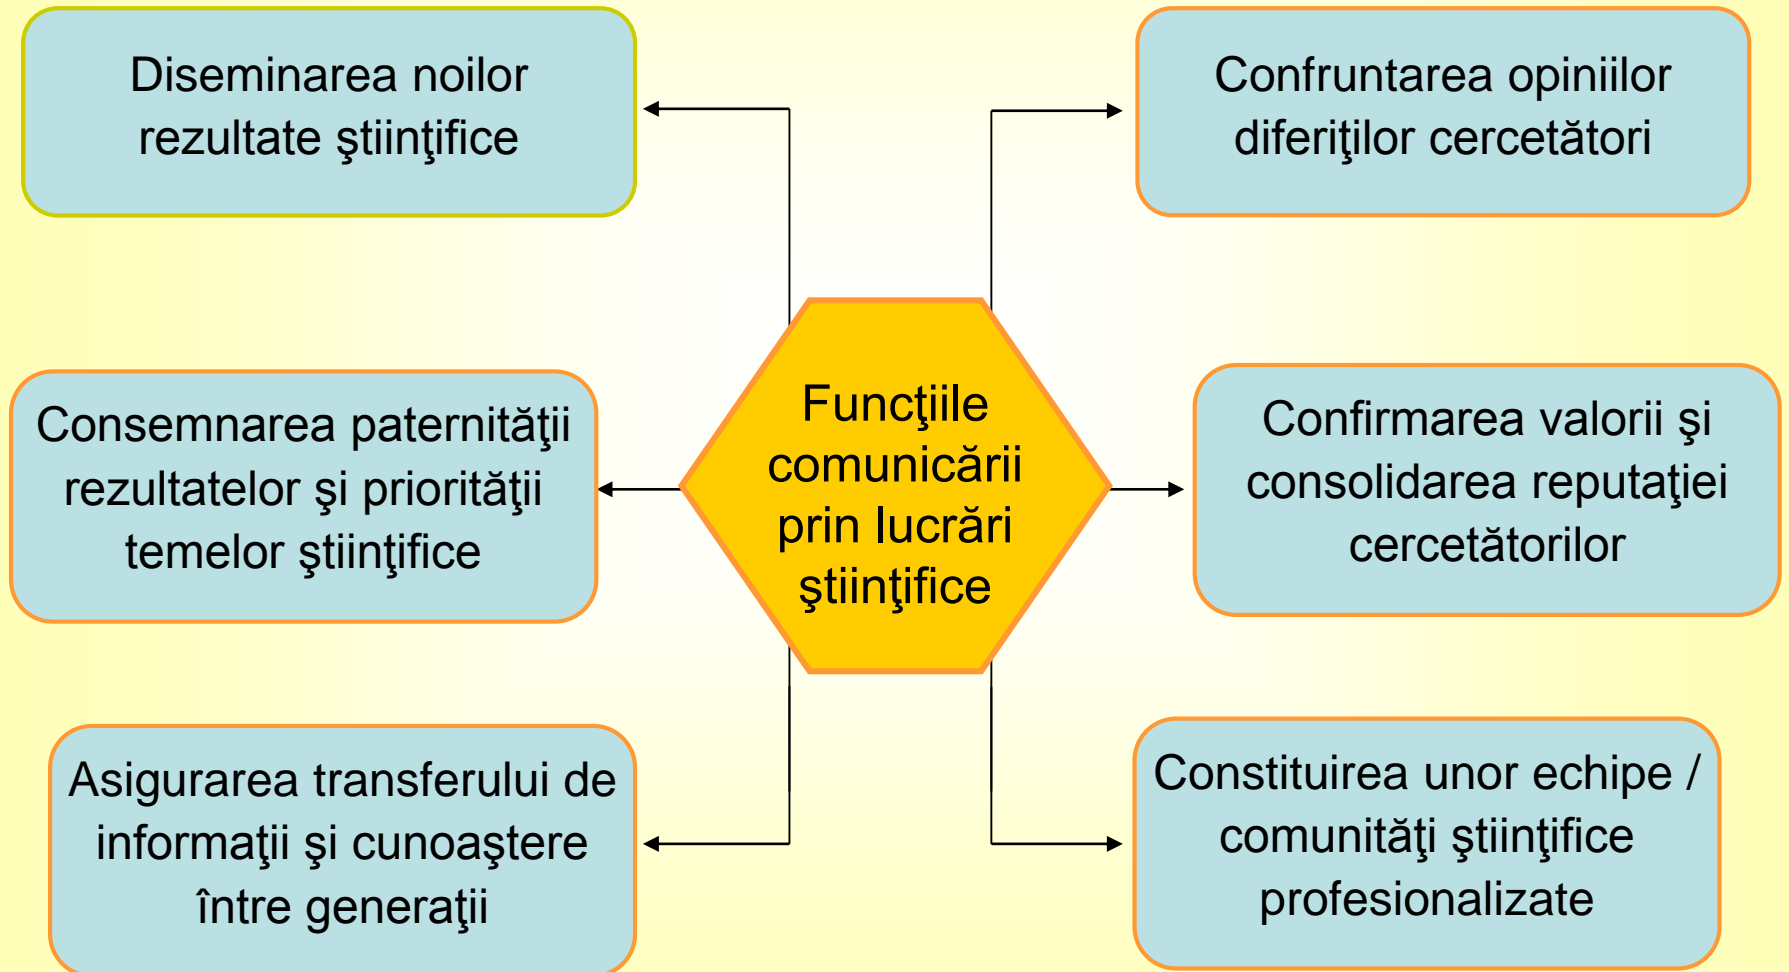 Diseminarea noilor
rezultate ştiinţifice
Confruntarea opiniilor
diferiţilor cercetători
Consemnarea paternităţii
rezultatelor şi priorităţii
temelor ştiinţifice
Funcţiile
comunicării
prin lucrări
ştiinţifice
Confirmarea valorii şi
consolidarea reputaţiei
cercetătorilor
Asigurarea transferului de
informaţii şi cunoaştere
între generaţii
Constituirea unor echipe /
comunităţi ştiinţifice
profesionalizate